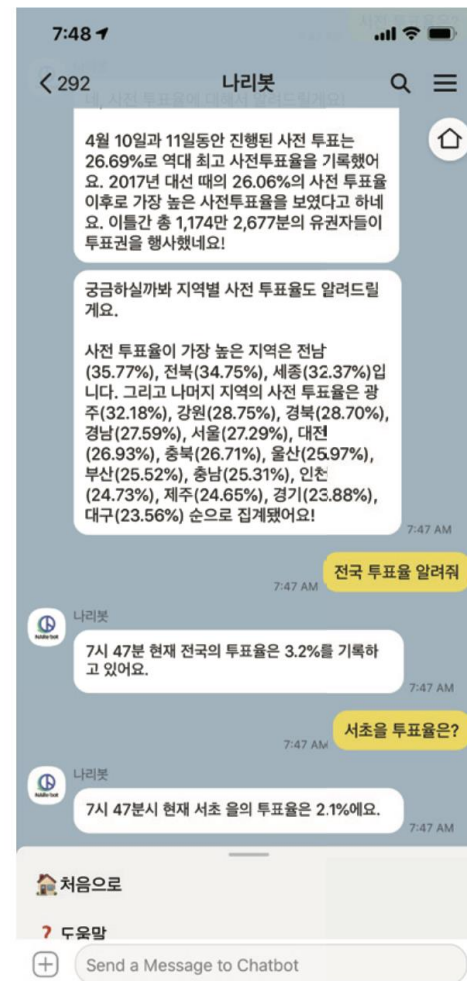 7:48
292
나리봇
4월 10일과 11일동안 진행된 사전 투표는
26.69%로 역대 최고 사전투표율을 기록했어
요. 2017년 대선 때의 26.06%의 사전 투표율
이후로 가장 높은 사전투표율을 보였다고 하네
요. 이틀간 총 1,174만 2,677분의 유권자들이
투표권을 행사했네요!
궁금하실까봐 지역별 사전 투표율도 알려드릴
게요.
사전 투표율이 가장 높은 지역은 전남
(35.77%), 전북(34.75%), 세종(32.37%)입
니다. 그리고 나머지 지역의 사전 투표율은 광
주(32.18%), 강원(28.75%), 경북(28.70%),
경남(27.59%), 서울(27.29%), 대전
(26.93%), 충북(26.71%), 울산(25.97%),
부산(25.52%), 충남(25.31%), 인천
(24.73%), 제주(24.65%), 경기(23.88%),
대구(23.56%) 순으로 집계됐어요!
7:47 AM
전국 투표율 알려줘
7:47 AM
나리봇
7시 47분 현재 전국의 투표율은 3.2%를 기록하
고 있어요.
7:47 AM
서초을 투표율은?
7:47 AM
나리봇
7시 47분시 현재 서초 을의 투표율은 2.1%에요.
7:47 AM
처음으로
? 도움말
Send a Message to Chatbot